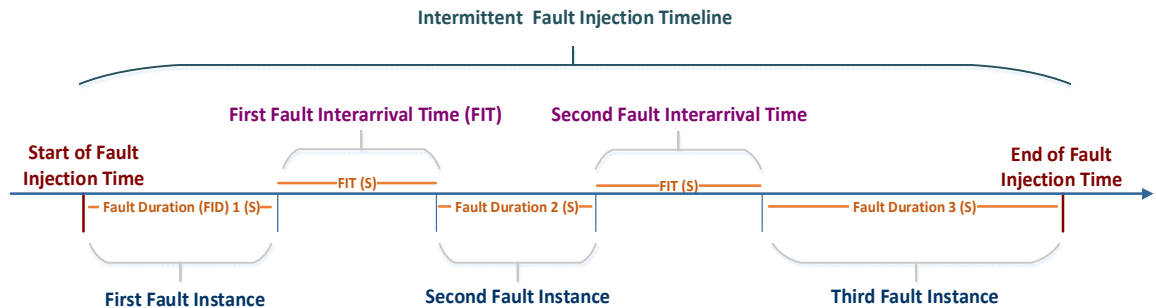 Intermittent Fault Injection Timeline
First Fault Interarrival Time (FIT)
Second Fault Interarrival Time
Start of Fault
Injection Time
End of Fault
Injection Time
FIT (S)
FIT (S)
Fault Duration (FID) 1 (S)
Fault Duration 2 (S)
Fault Duration 3 (S)
First Fault Instance
Second Fault Instance
Third Fault Instance